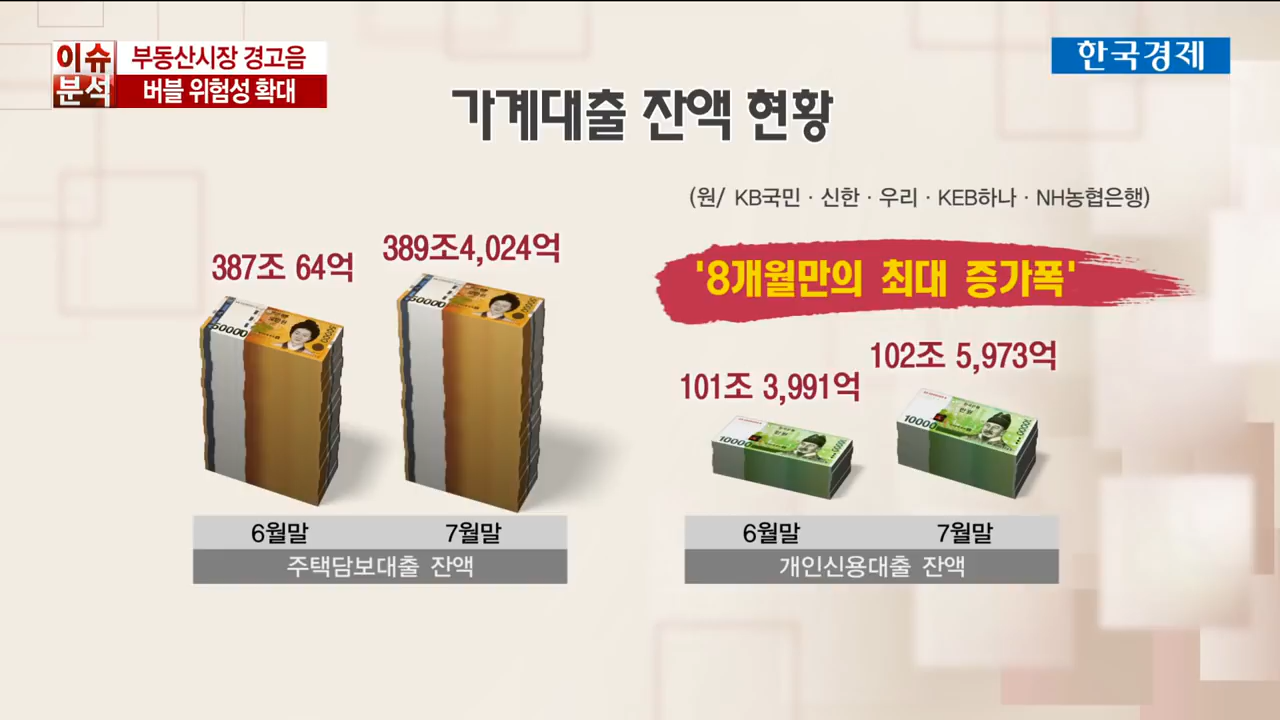 이슈
분석
부동산시장 경고음
버블 위험성 확대
한국경제
가계대출 잔액 현황
(원/ KB국민·신한·우리·KEB하나·NH농협은행)
387조 64억
389조4,024억
'8개월만의 최대 증가폭'
101조 3,991억
102조 5,973억
50000
50000
10000
10000
6월말
7월말
주택담보대출 잔액
6월말
7월말
개인신용대출 잔액